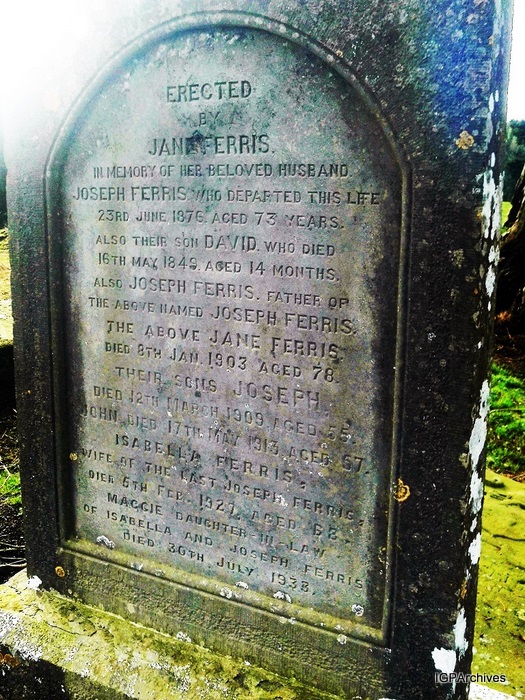 ERECTED
BY
JANE FERRIS.
IN MEMORY OF HER BELOVED HUSBAND.
JOSEPH FERRIS. WHO DEPARTED THIS LIFE
23RD JUNE 1876. AGED 73 YEARS.
ALSO THEIR SON DAVID. WHO DIED
16TH MAY 1849. AGED 14 MONTHS.
ALSO JOSEPH FERRIS. FATHER OF
THE ABOVE NAMED JOSEPH FERRIS.
THE ABOVE JANE FERRIS.
DIED 8TH JAN. 1903 AGED 78.
THEIR SONS JOSEPH.
DIED 12TH MARCH 1909. AGED 55.
JOHN. DIED 17TH MAY 1913. AGED 67.
ISABELLA FERRIS;
WIFE OF THE LAST JOSEPH FERRIS;
DIED 5TH FEB. 1927. AGED 68.
MAGGIE DAUGHTER-IN-LAW
OF ISABELLA AND JOSEPH FERRIS
DIED 30TH JULY 1938.
IGPArchives